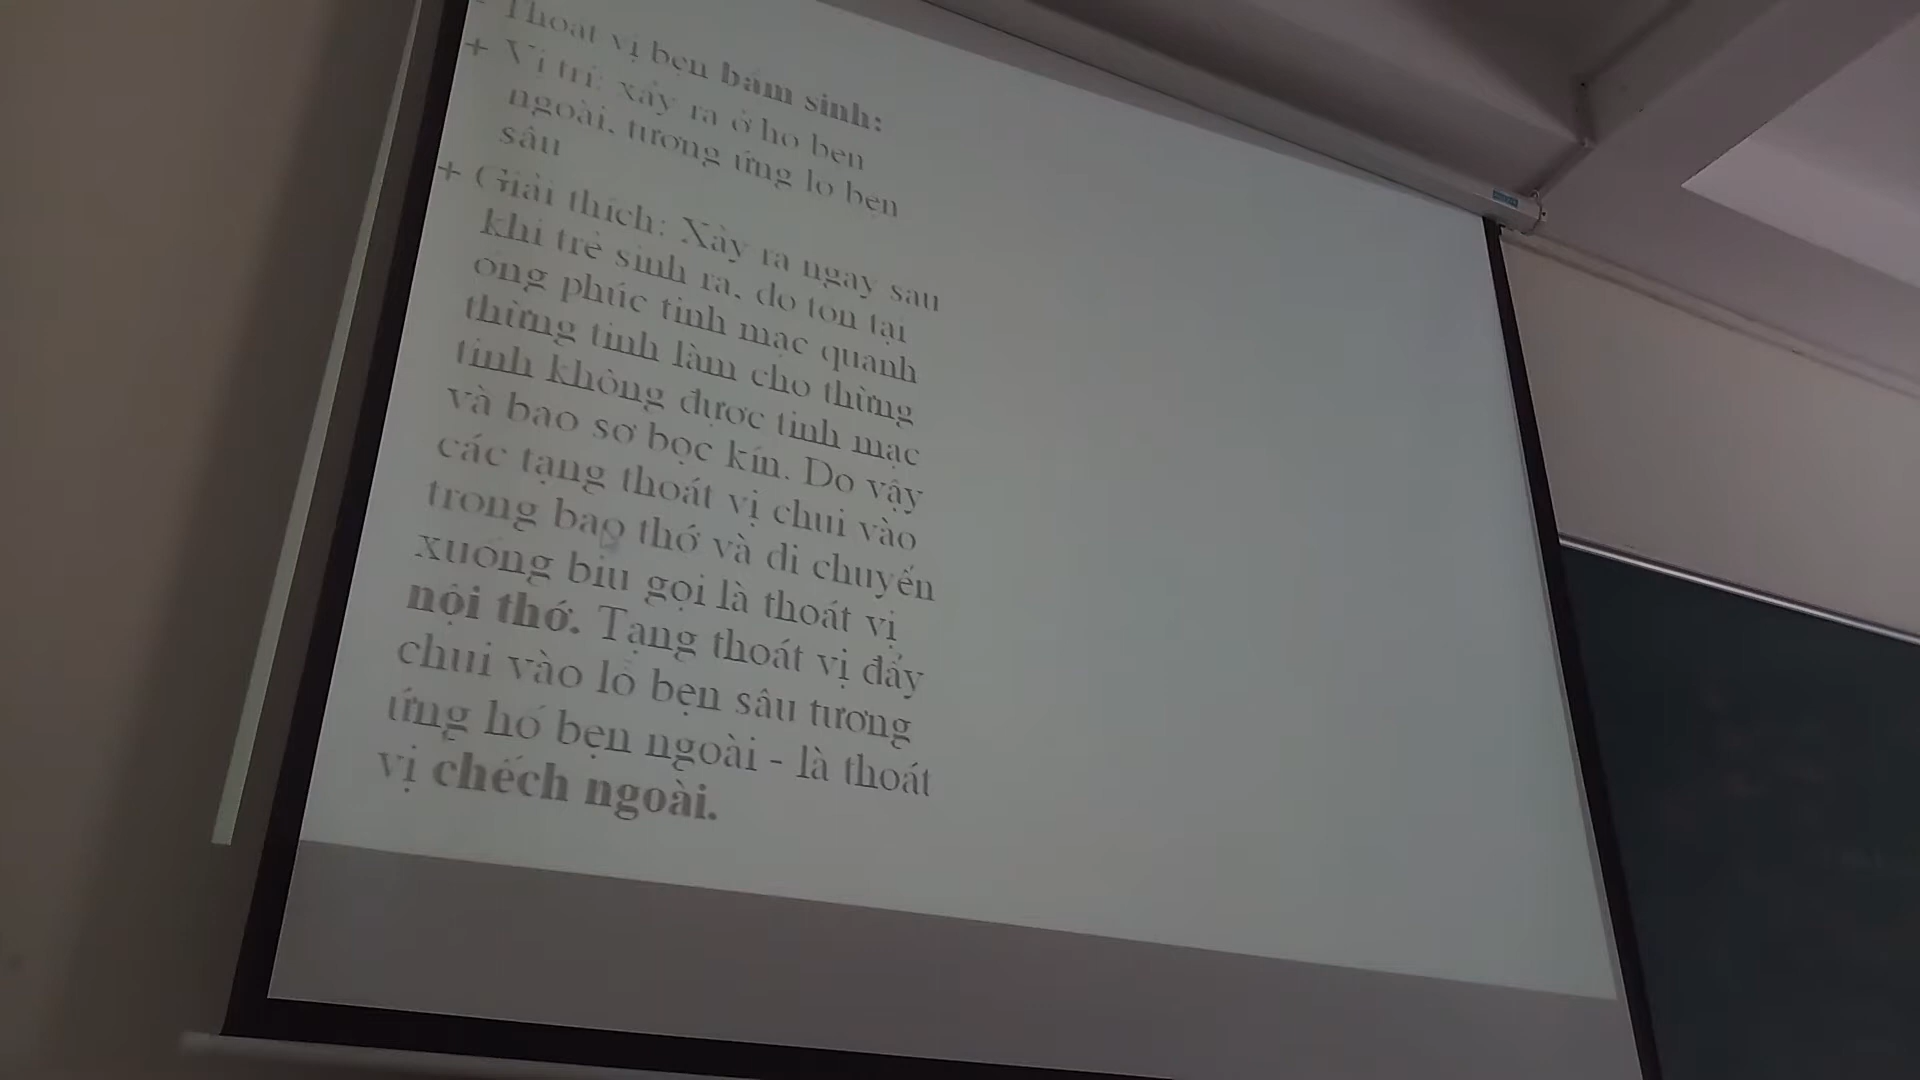 - Thoát vị bẹn bẩm sinh:
+ Vị trí: xảy ra ở hố bẹn
ngoài, tương ứng lỗ bẹn
sâu
+ Giải thích: Xảy ra ngay sau
khi trẻ sinh ra, do tồn tại
ống phúc tinh mạc quanh
thừng tinh làm cho thừng
tinh không được tinh mạc
và bao sơ bọc kín. Do vậy
các tạng thoát vị chui vào
trong bao thớ và di chuyển
xuống bìu gọi là thoát vị
nội thớ. Tạng thoát vị đẩy
chui vào lỗ bẹn sâu tương
ứng hố bẹn ngoài - là thoát
vị chếch ngoài.